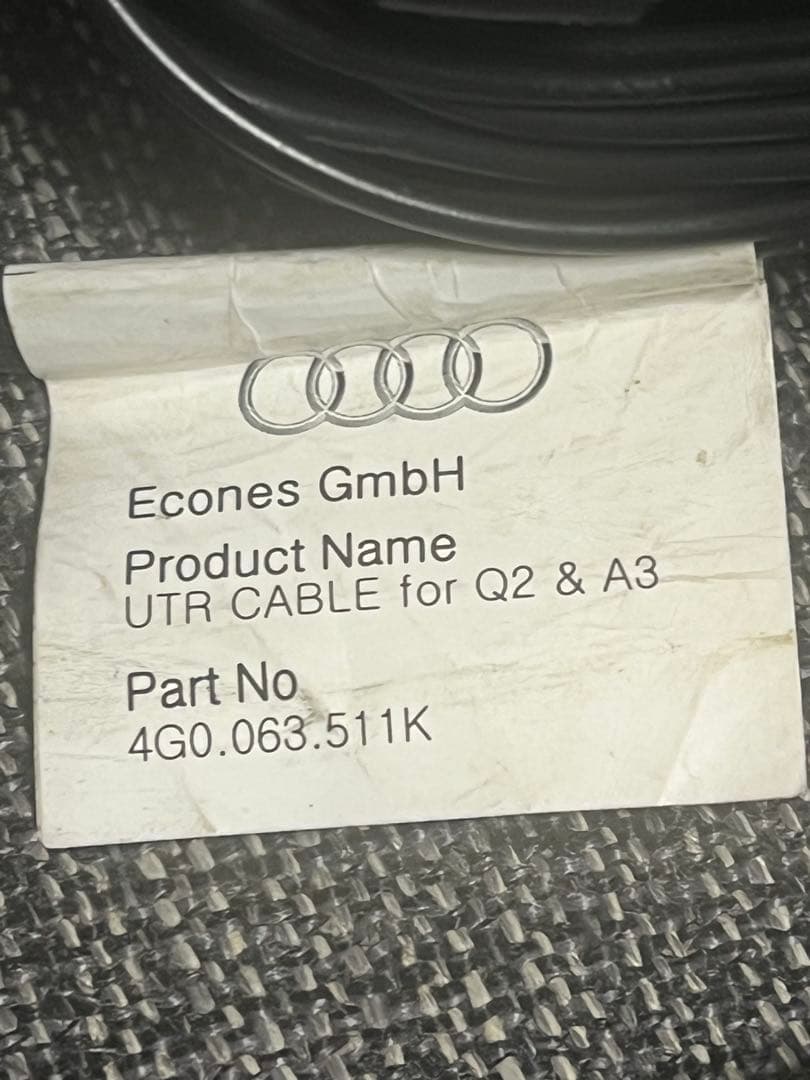 Econes GmbH
Product Name
UTR CABLE for Q2 & A3
Part No
4G0.063.511K